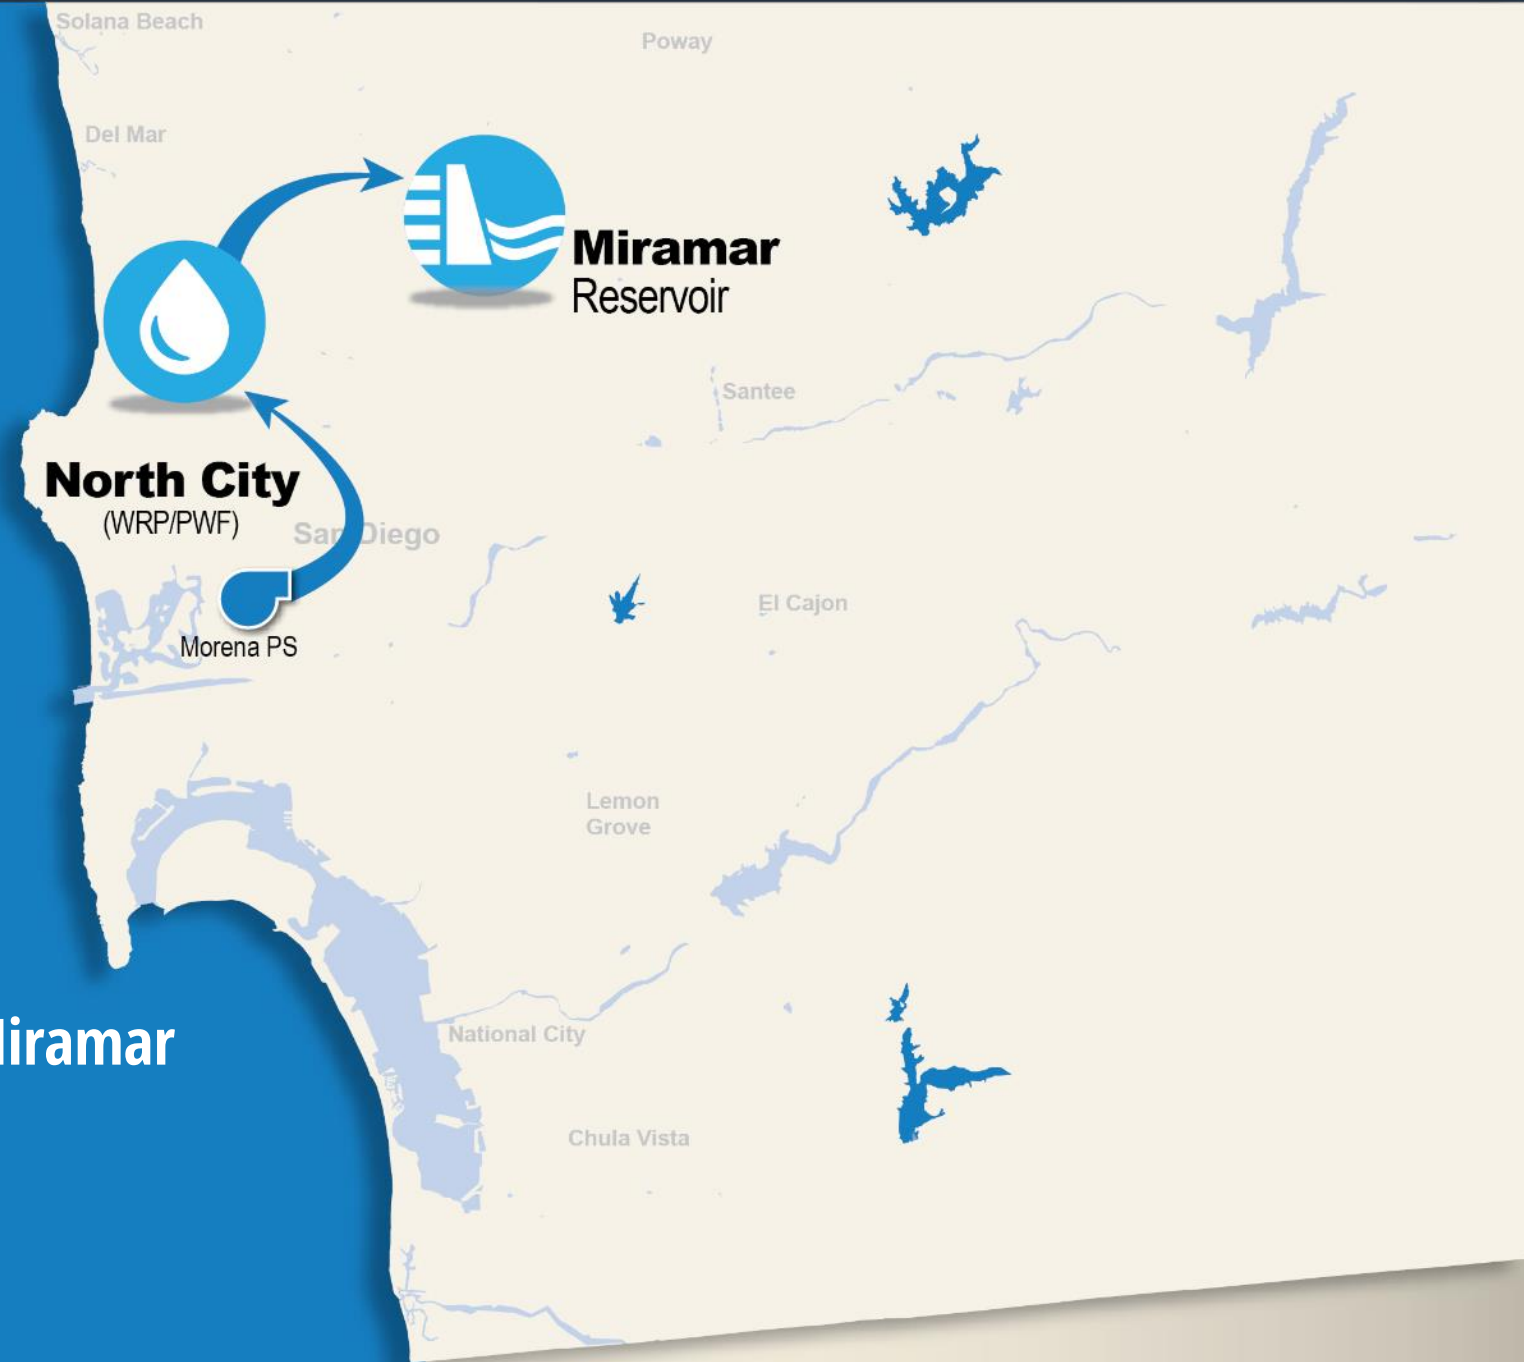 Solana Beach
Poway
Del Mar
Miramar
Reservoir
Santee
North City
(WRP/PWF)
San Diego
El Cajon
Morena PS
Lemon
Grove
National City
Chula Vista